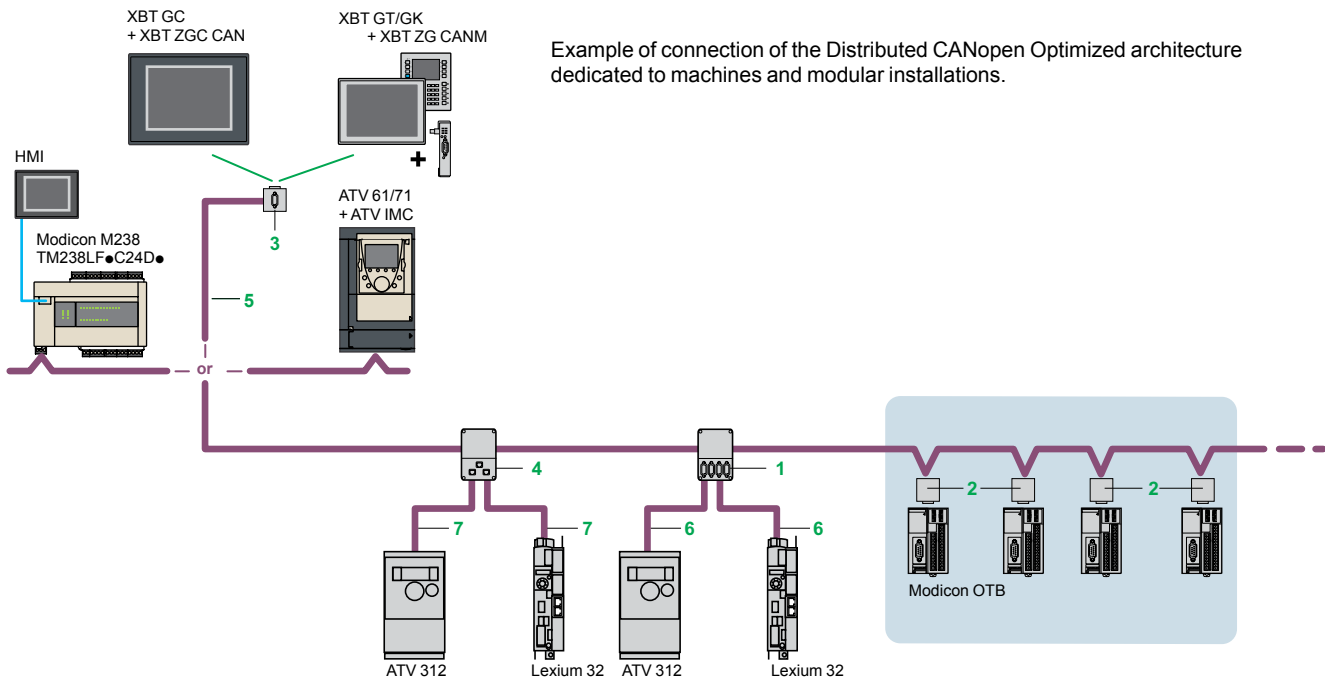 XBT GC
+ XBT ZGC CAN
XBT GT/GK
+ XBT ZG CANM
Example of connection of the Distributed CANopen Optimized architecture
dedicated to machines and modular installations.
HMI
Modicon M238
TM238LF●C24D●
3
ATV 61/71
+ ATV IMC
5
or
4
1
2
2
7
7
6
6
Modicon OTB
ATV 312
Lexium 32
ATV 312
Lexium 32